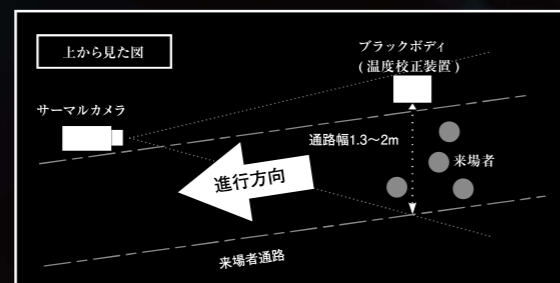 上から見た図
ブラックボディ
(温度校正装置)
サーマルカメラ
通路幅1.3〜2m
来場者
進行方向
来場者通路